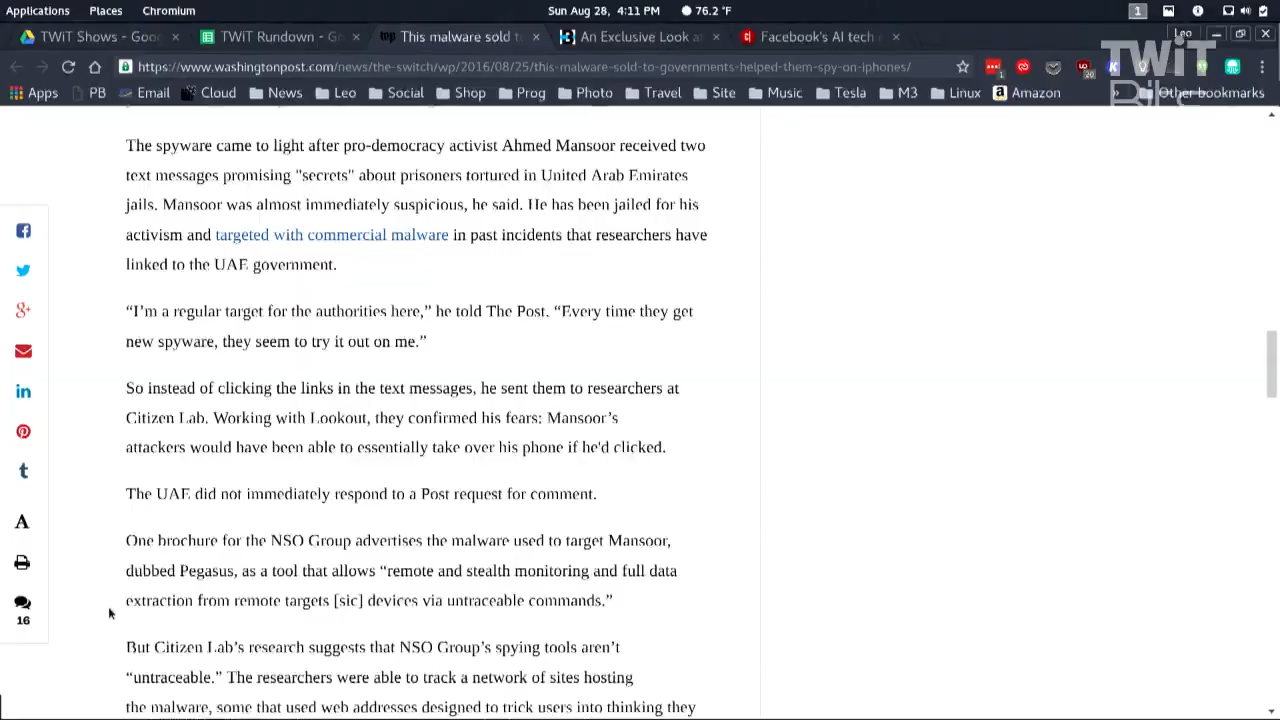 Applications Places Chromium Sun Aug 28, 4:11 PM 76.2 °F 1
TWiT Shows - Goo TWiT Rundown - G top This malware sold t An Exclusive Look a Facebook's AI tech Leo
https://www.washingtonpost.com/news/the-switch/wp/2016/08/25/this-malware-sold-to-governments-helped-them-spy-on-iphones/
TWiT
Apps PB Email Cloud News Leo Social Shop Prog Photo Travel Site Music Tesla M3 Linux Amazon » Other bookmarks
The spyware came to light after pro-democracy activist Ahmed Mansoor received two
text messages promising "secrets" about prisoners tortured in United Arab Emirates
jails. Mansoor was almost immediately suspicious, he said. He has been jailed for his
activism and targeted with commercial malware in past incidents that researchers have
linked to the UAE government.
“I’m a regular target for the authorities here,” he told The Post. “Every time they get
new spyware, they seem to try it out on me.”
So instead of clicking the links in the text messages, he sent them to researchers at
Citizen Lab. Working with Lookout, they confirmed his fears: Mansoor’s
attackers would have been able to essentially take over his phone if he'd clicked.
The UAE did not immediately respond to a Post request for comment.
One brochure for the NSO Group advertises the malware used to target Mansoor,
dubbed Pegasus, as a tool that allows “remote and stealth monitoring and full data
extraction from remote targets [sic] devices via untraceable commands.”
16
But Citizen Lab’s research suggests that NSO Group’s spying tools aren’t
“untraceable.” The researchers were able to track a network of sites hosting
the malware, some that used web addresses designed to trick users into thinking they